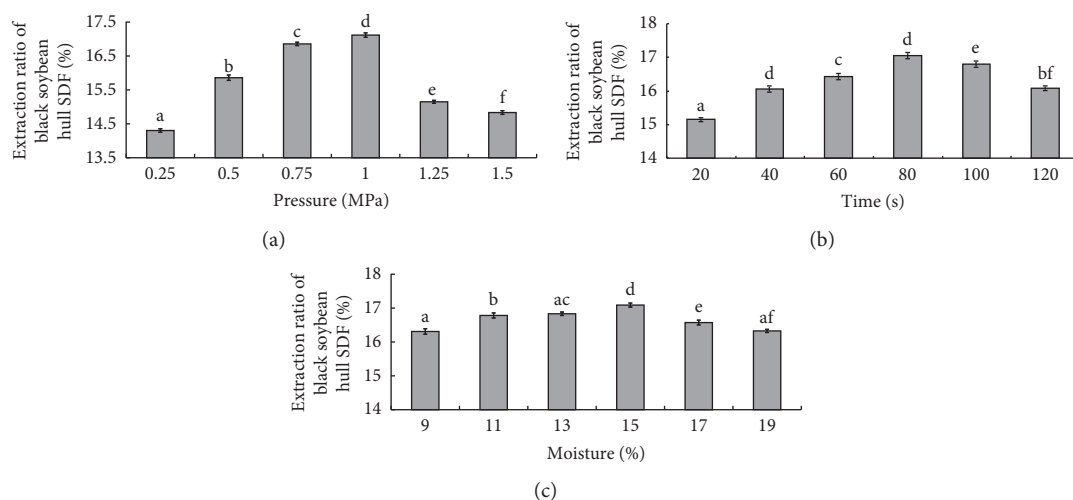 Extraction ratio of
black soybean
hull SDF (%)
17.5
16.5
15.5
14.5
13.5
a
b
c
d
e
f
0.25 0.5 0.75 1 1.25 1.5
Pressure (MPa)
(a)
Extraction ratio of
black soybean
hull SDF (%)
18
17
16
15
14
a
d
c
d
e
bf
20 40 60 80 100 120
Time (s)
(b)
Extraction ratio of
black soybean
hull SDF (%)
18
17
16
15
14
a
b
ac
d
e
af
9 11 13 15 17 19
Moisture (%)
(c)